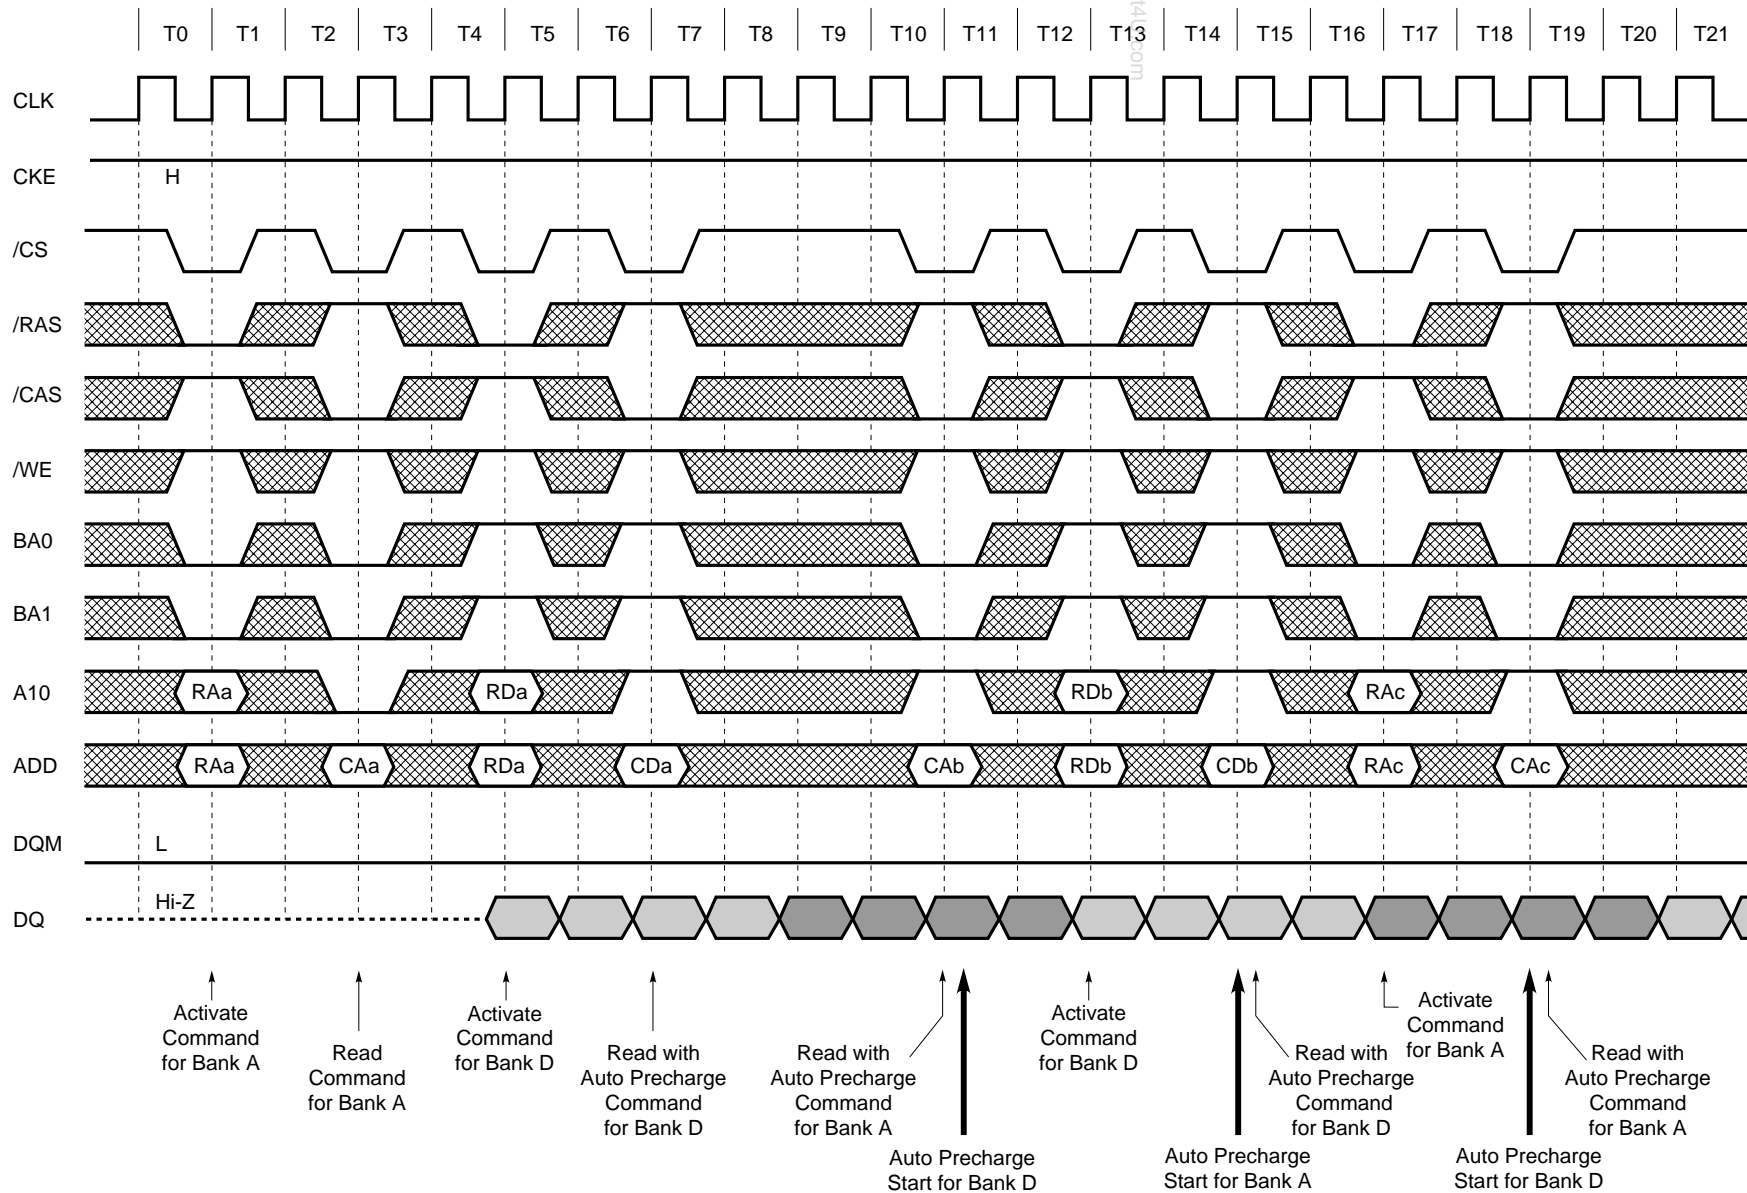 T0 T1 T2 T3 T4 T5 T6 T7 T8 T9 T10 T11 T12 T13 T14 T15 T16 T17 T18 T19 T20 T21
t4U.com
CLK
CKE H
/CS
/RAS
/CAS
/WE
BA0
BA1
A10 RAa RDa RDb RAc
ADD RAa CAa RDa CDa CAb RDb CDb RAc CAc
DQM L
Hi-Z
DQ
Activate
Command
for Bank A
Read
Command
for Bank A
Activate
Command
for Bank D
Read with
Auto Precharge
Command
for Bank D
Read with
Auto Precharge
Command
for Bank A
Auto Precharge
Start for Bank D
Activate
Command
for Bank D
Auto Precharge
Start for Bank A
Read with
Auto Precharge
Command
for Bank D
Activate
Command
for Bank A
Auto Precharge
Start for Bank D
Read with
Auto Precharge
Command
for Bank A